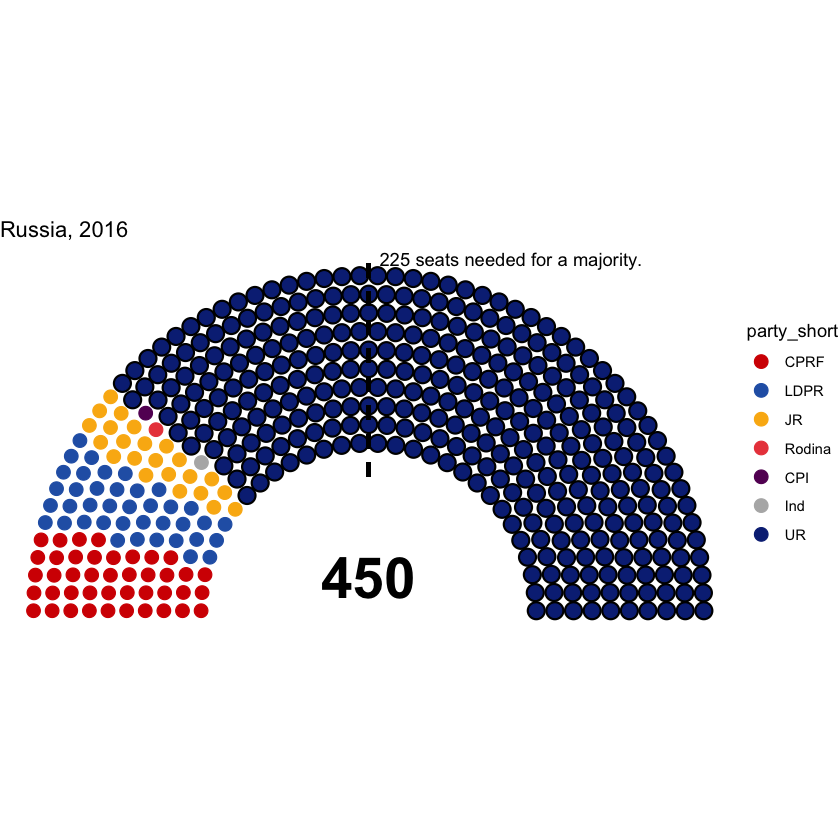 Russia, 2016
225 seats needed for a majority.
party_short
CPRF
LDPR
JR
Rodina
CPI
Ind
UR
450